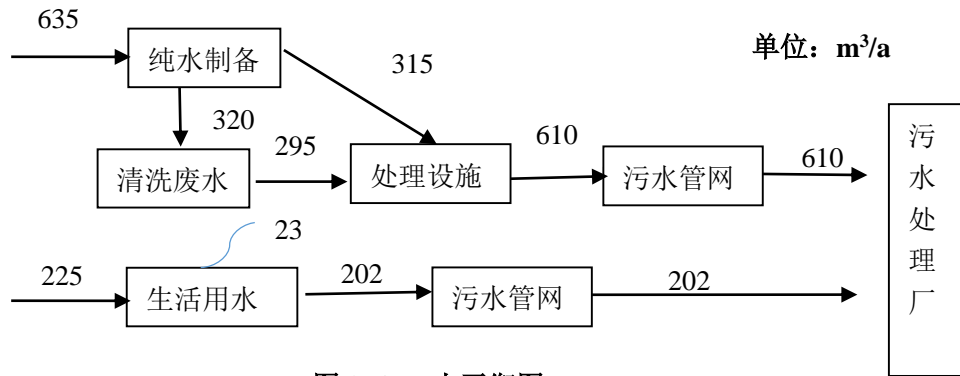 635
纯水制备
315
单位：m³/a
320
清洗废水
295
处理设施
610
污水管网
610
污水处理厂
23
225
生活用水
202
污水管网
202